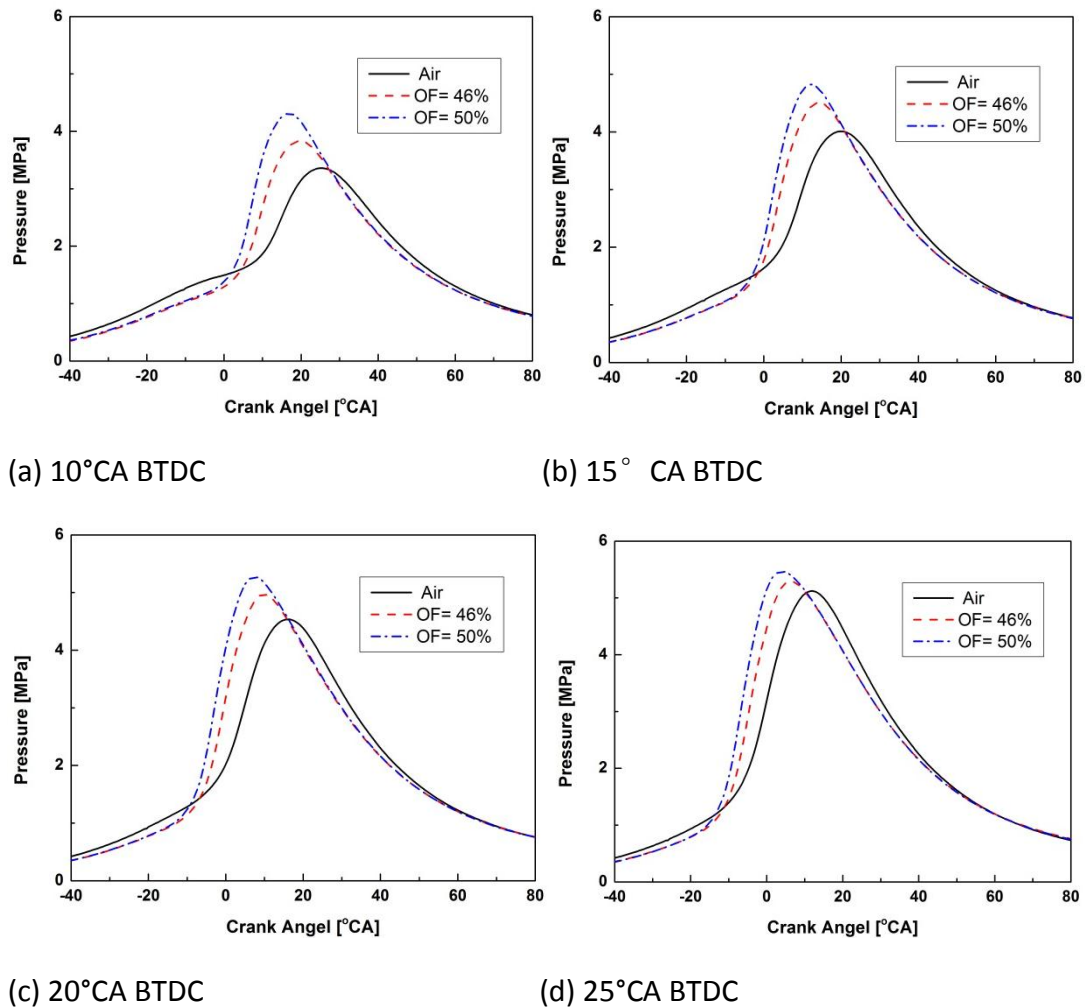 6
4
2
0
Pressure [MPa]
Air
OF= 46%
OF= 50%
-40 -20 0 20 40 60 80
Crank Angel [°CA]
6
4
2
0
Pressure [MPa]
Air
OF= 46%
OF= 50%
-40 -20 0 20 40 60 80
Crank Angel [°CA]
(a) 10°CA BTDC
(b) 15° CA BTDC
6
4
2
0
Pressure [MPa]
Air
OF= 46%
OF= 50%
-40 -20 0 20 40 60 80
Crank Angel [°CA]
6
4
2
0
Pressure [MPa]
Air
OF= 46%
OF= 50%
-40 -20 0 20 40 60 80
Crank Angel [°CA]
(c) 20°CA BTDC
(d) 25°CA BTDC